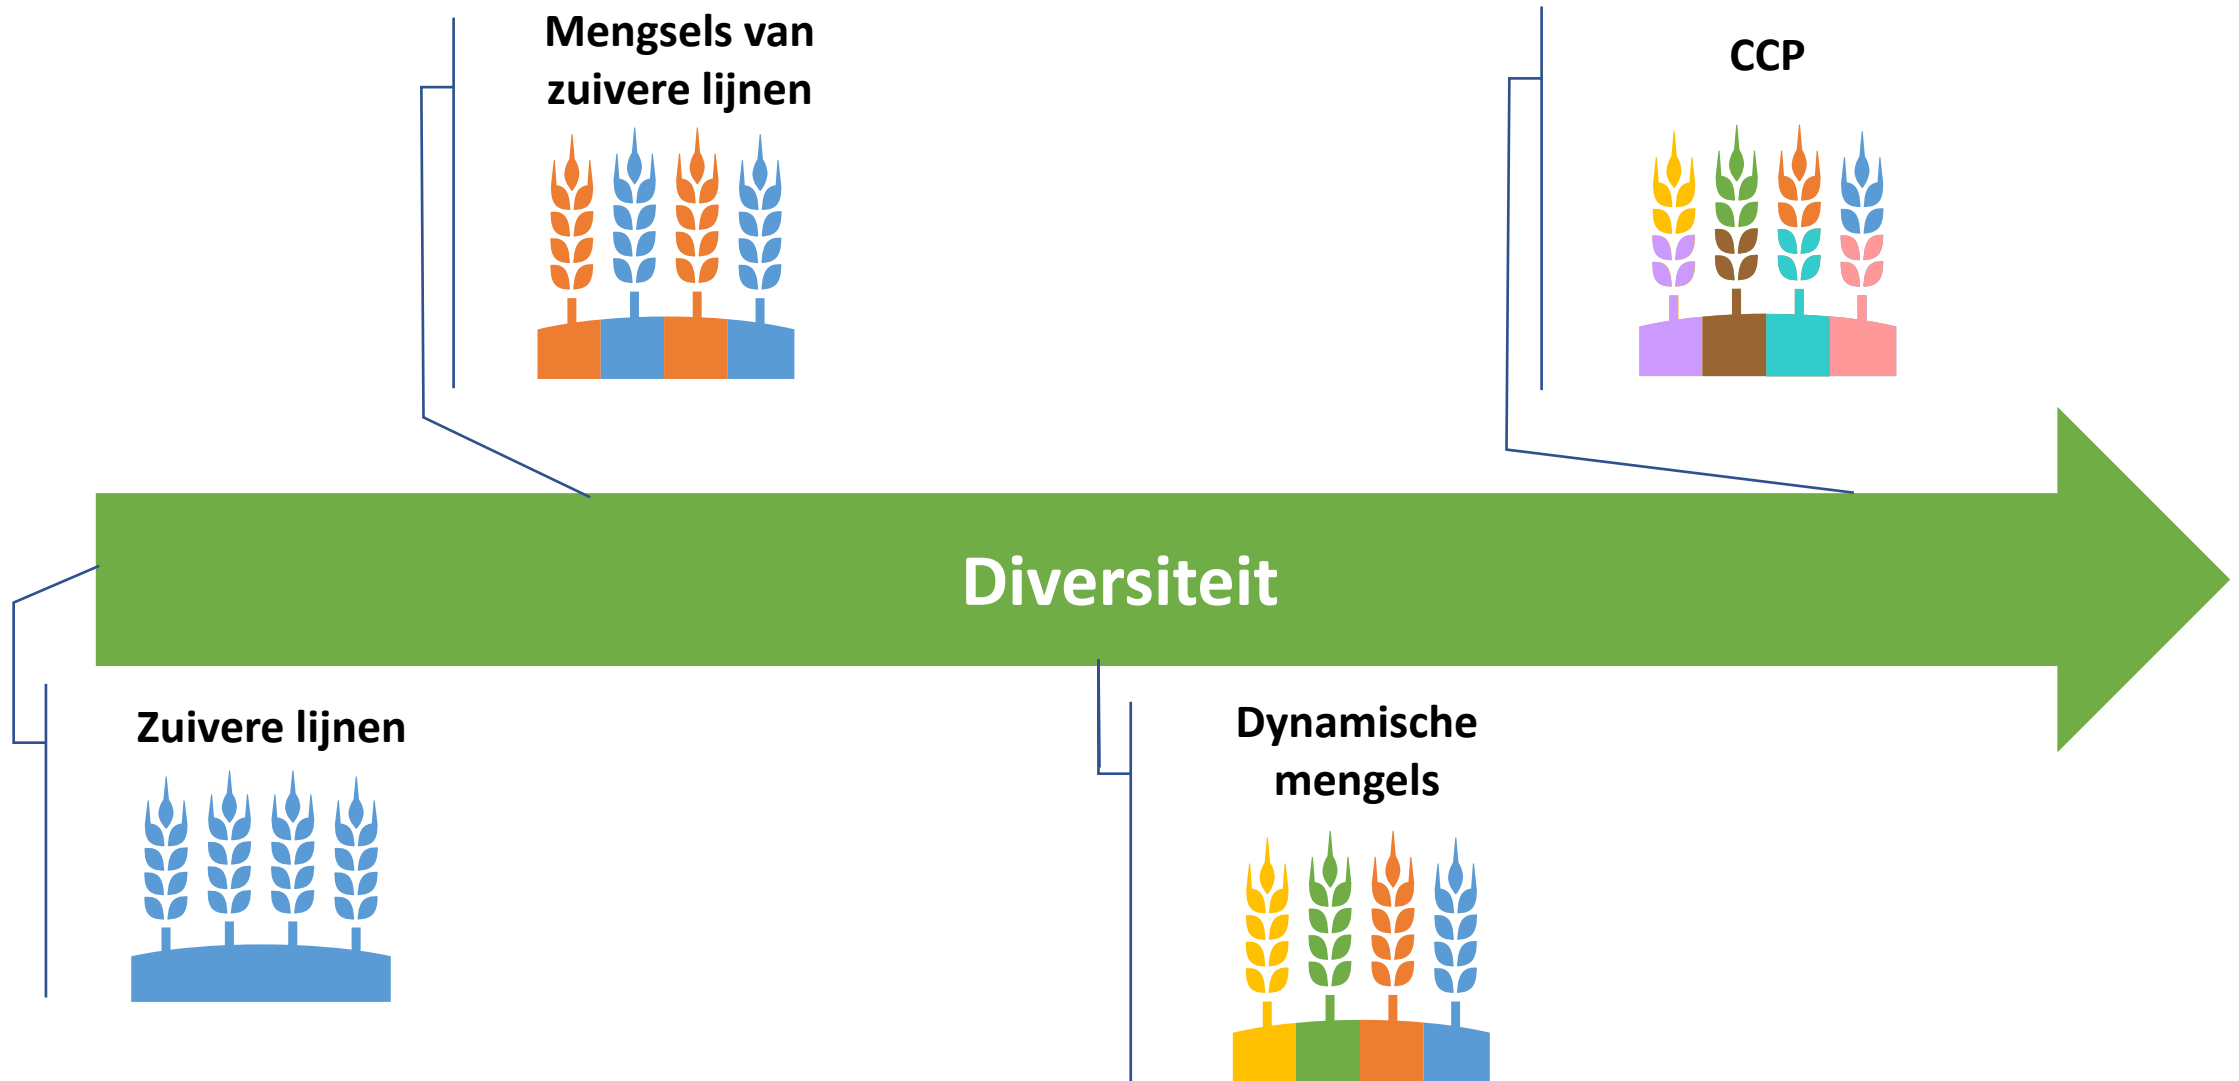 Mengsels van
zuivere lijnen
CCP
Diversiteit
Zuivere lijnen
Dynamische
mengels